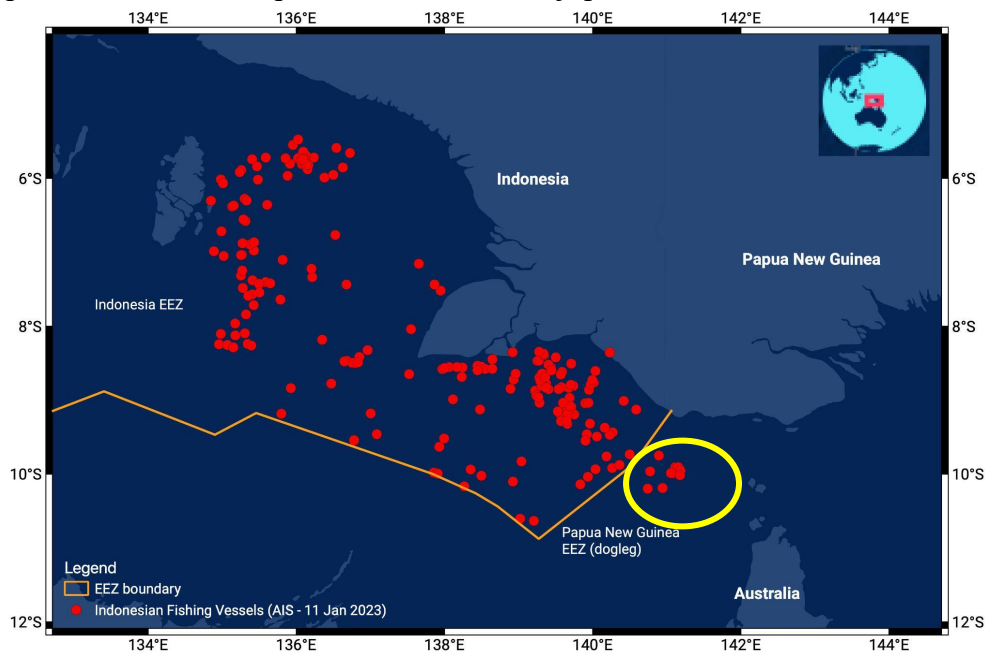 134°E 136°E 138°E 140°E 142°E 144°E
6°S 6°S
Indonesia
Papua New Guinea
Indonesia EEZ
8°S 8°S
10°S 10°S
Papua New Guinea
EEZ (dogleg)
Legend
EEZ boundary
Indonesian Fishing Vessels (AIS - 11 Jan 2023)
Australia
12°S 12°S
134°E 136°E 138°E 140°E 142°E 144°E